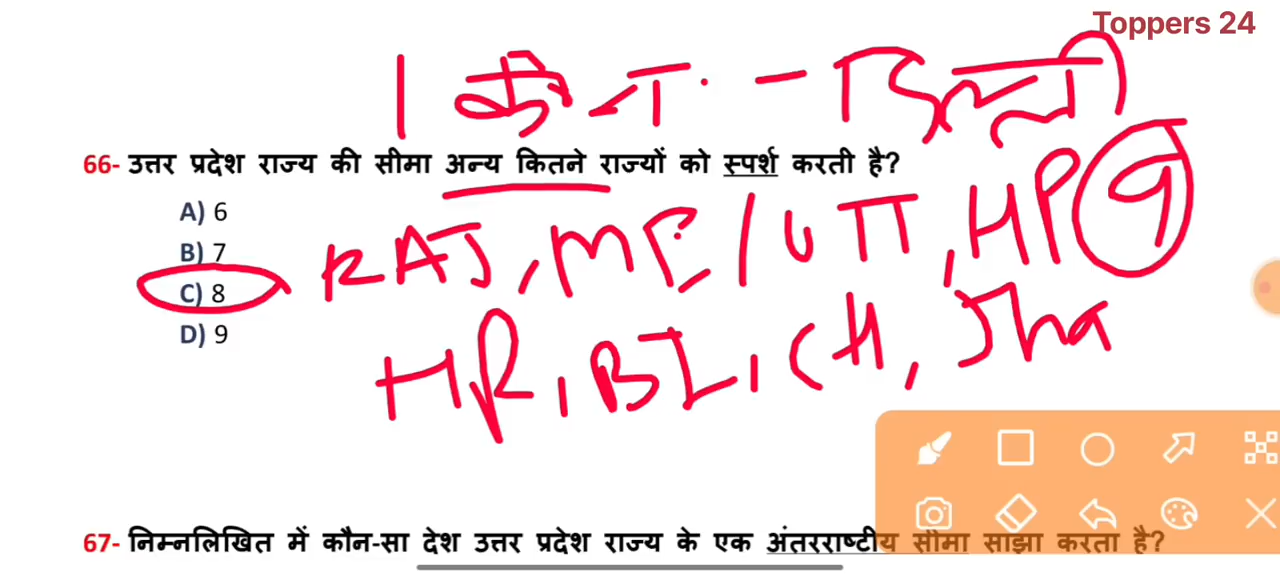 Toppers 24
1 के न. - दिल्ली
66- उत्तर प्रदेश राज्य की सीमा अन्य कितने राज्यों को स्पर्श करती है?
A) 6
B) 7
C) 8
D) 9
RAJ, MP / UTT, HP 9
HR, BI, CH, Jha
67- निम्नलिखित में कौन-सा देश उत्तर प्रदेश राज्य के एक अंतरराष्टीय सीमा साझा करता है?